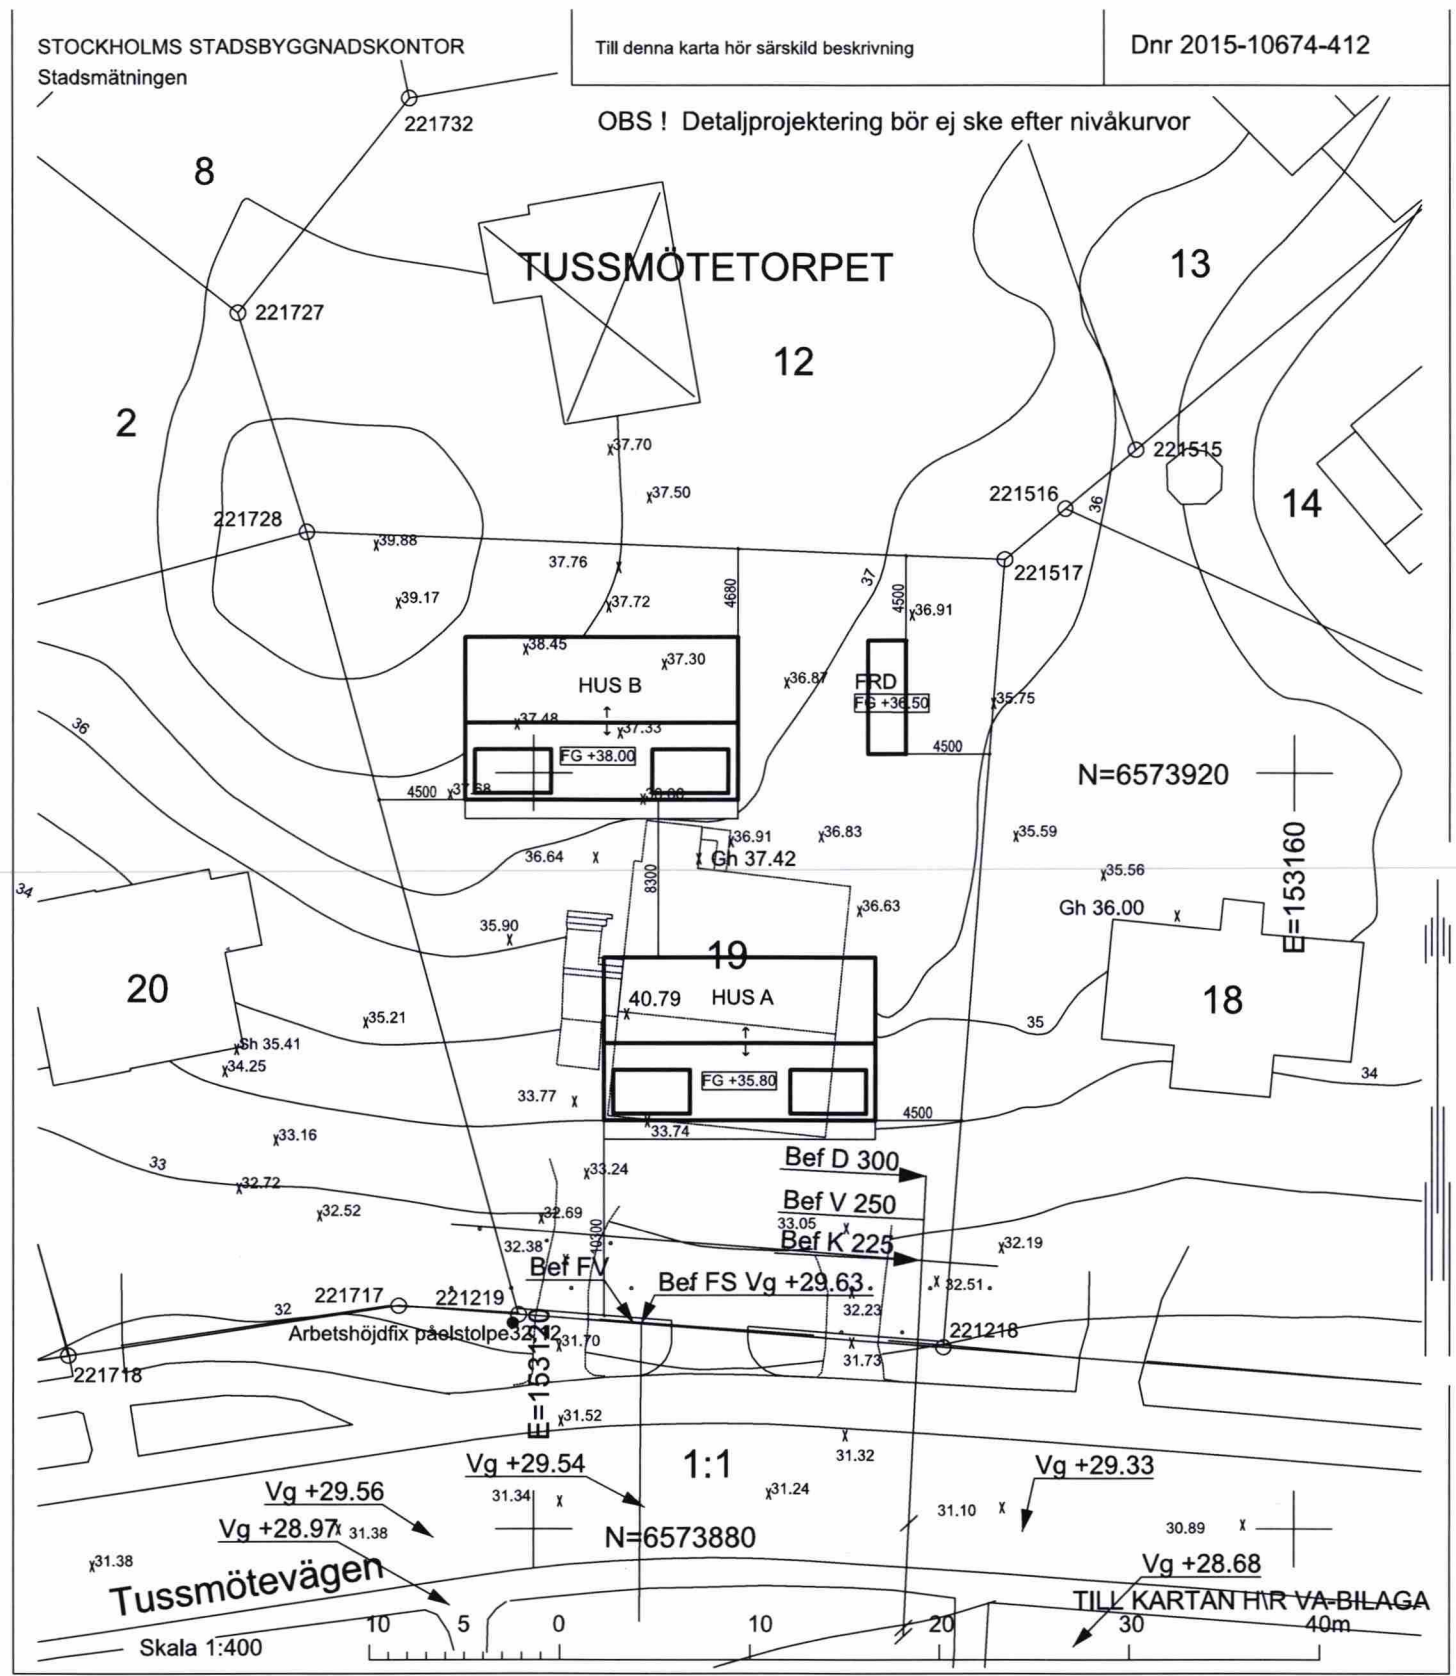 STOCKHOLMS STADSBYGGNADSKONTOR
Stadsmätningen
Till denna karta hör särskild beskrivning
Dnr 2015-10674-412
OBS ! Detaljprojektering bör ej ske efter nivåkurvor
221732
8
TUSSMÖTETORPET
13
221727
12
2
37.70
221515
37.50
221516
36
14
221728
39.88
37.76
221517
37
4680
4500
39.17
37.72
36.91
38.45
37.30
HUS B
36.87
FRD
FG +36.50
35.75
36
37.48
37.33
FG +38.00
4500
N=6573920
4500
37.68
36.91
36.83
35.59
E=153160
36.64
Gh 37.42
8300
35.56
34
36.63
Gh 36.00
35.90
19
20
40.79
HUS A
18
35.21
35
Sh 35.41
34.25
FG +35.80
34
33.77
4500
33.74
33.16
33
Bef D 300
33.24
32.72
Bef V 250
32.52
32.69
33.05
10300
32.38
Bef K 225
32.19
Bef FV
Bef FS Vg +29.63
32.51
221717
221219
32
32.23
Arbetshöjdfix påelstolpe32.12
31.70
221218
31.73
221718
E=153120
31.52
31.32
1:1
Vg +29.54
Vg +29.33
Vg +29.56
31.34
31.24
31.10
Vg +28.97
31.38
N=6573880
30.89
31.38
Vg +28.68
Tussmötevägen
TILL KARTAN H\R VA-BILAGA
10 5 0 10 20 30 40m
Skala 1:400